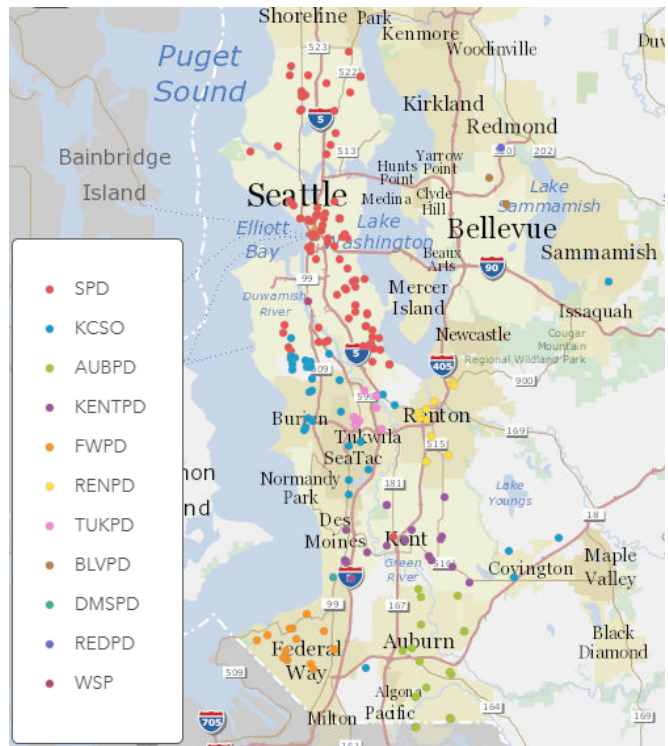 Shoreline
Park
Kenmore
Woodinville
Duv
523
522
Puget
Sound
Kirkland
5
Redmond
Bainbridge
Island
513
520
202
Hunts
Point
Yarrow
Point
Seattle
Medina
Clyde
Hill
Lake
Sammamish
Elliott
Bay
Lake
Washington
Bellevue
Beaux
Arts
Sammamish
90
99
Mercer
Island
Duwamish
River
Issaquah
Newcastle
Cougar
Mountain
Regional Wildland Park
5
405
509
599
900
Burien
Renton
169
Tukwila
515
SeaTac
Normandy
Park
181
Lake
Youngs
18
Des
Moines
Kent
Green
River
516
Covington
Maple
Valley
99
167
Federal
Way
Auburn
Black
Diamond
509
Algona
Pacific
164
169
705
Milton
161
non
nd
SPD
KCSO
AUBPD
KENTPD
FWPD
RENPD
TUKPD
BLVPD
DMSPD
REDPD
WSP